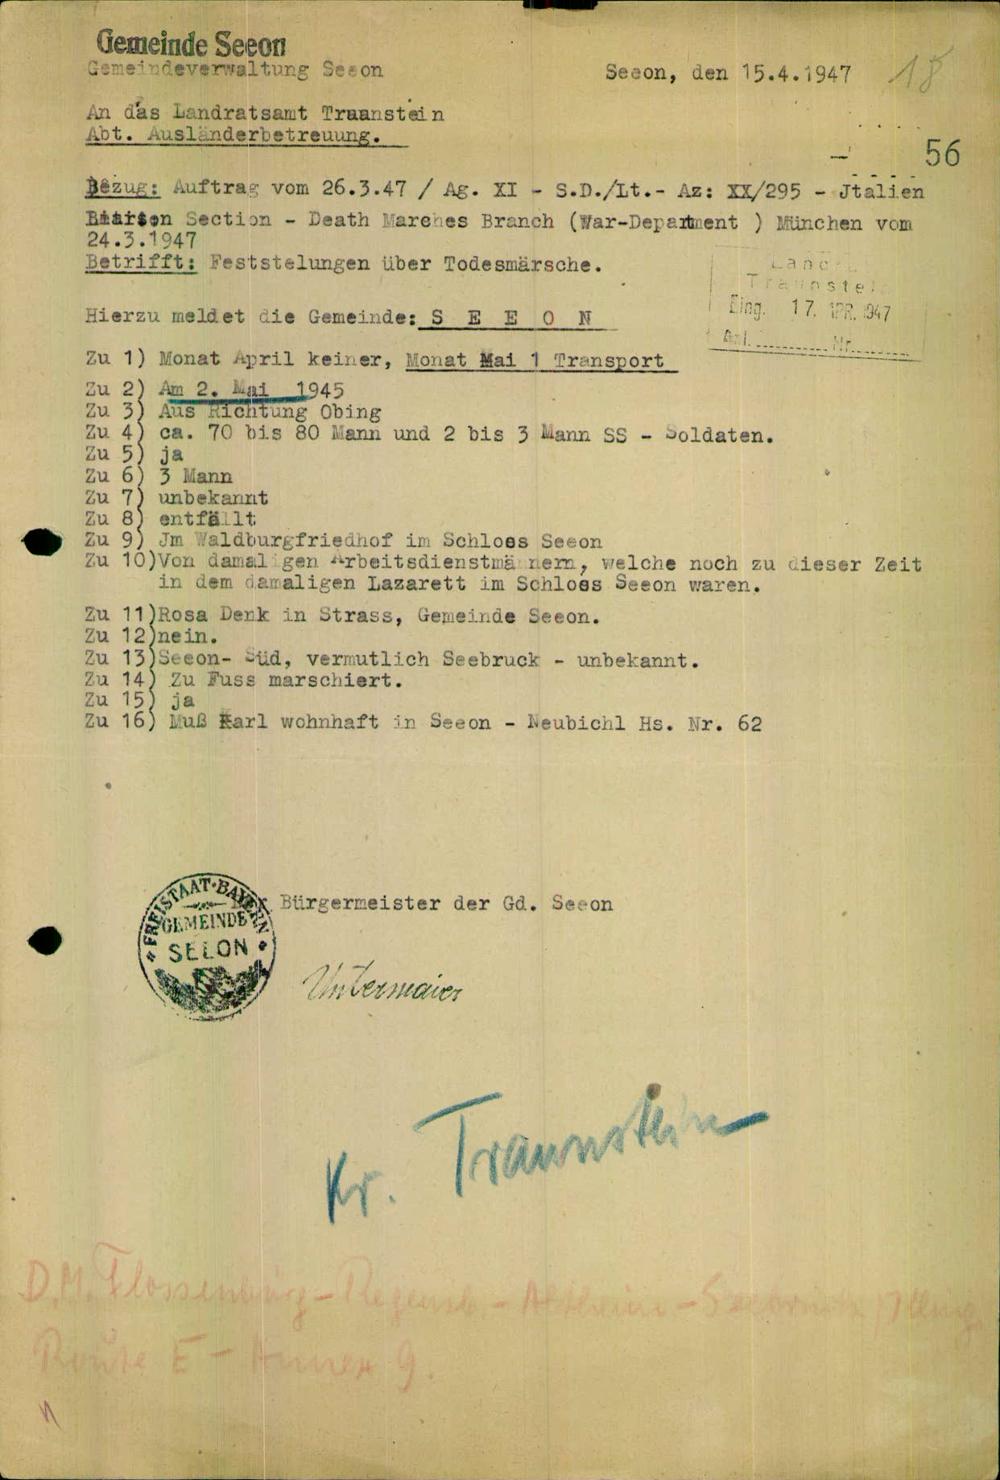 Gemeinde Seeon
Gemeindeverwaltung Seeon
Seeon, den 15.4.1947
18
An das Landratsamt Traunstein
Abt. Ausländerbetreuung.
56
Bezug: Auftrag vom 26.3.47 / Ag. XI - S.D./Lt.- Az: XX/295 - Jtalien
Section - Death Marches Branch (War-Department ) München vom
24.3.1947
Betrifft: Feststelungen über Todesmärsche.
Traunstein
Eing. 17. APR. 1947
Nr.
Hierzu meldet die Gemeinde: S E E O N
Zu 1) Monat April keiner, Monat Mai 1 Transport
Zu 2) Am 2. Mai 1945
Zu 3) Aus Richtung Obing
Zu 4) ca. 70 bis 80 Mann und 2 bis 3 Mann SS - Soldaten.
Zu 5) ja
Zu 6) 3 Mann
Zu 7) unbekannt
Zu 8) entfällt
Zu 9) Jm Waldburgfriedhof im Schloss Seeon
Zu 10)Von damaligen Arbeitsdienstmännern, welche noch zu dieser Zeit
in dem damaligen Lazarett im Schloss Seeon waren.
Zu 11)Rosa Denk in Strass, Gemeinde Seeon.
Zu 12)nein.
Zu 13)Seeon- Süd, vermutlich Seebruck - unbekannt.
Zu 14) Zu Fuss marschiert.
Zu 15) ja
Zu 16) Muß Karl wohnhaft in Seeon - Neubichl Hs. Nr. 62
FREISTAAT BAYERN
GEMEINDE
SEEON
Bürgermeister der Gd. Seeon
Untermaier
Kr. Traunstein
D.M. Flossenbürg - Regensb. -
Route E - Annex 9.